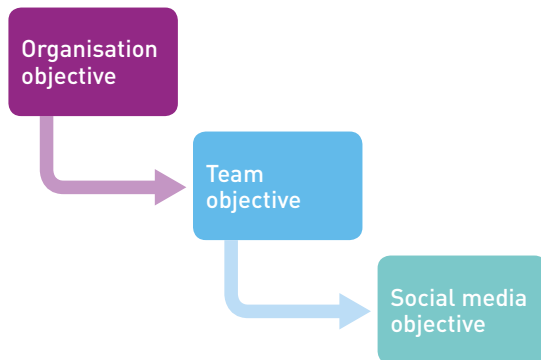 Organisation
objective
Team
objective
Social media
objective